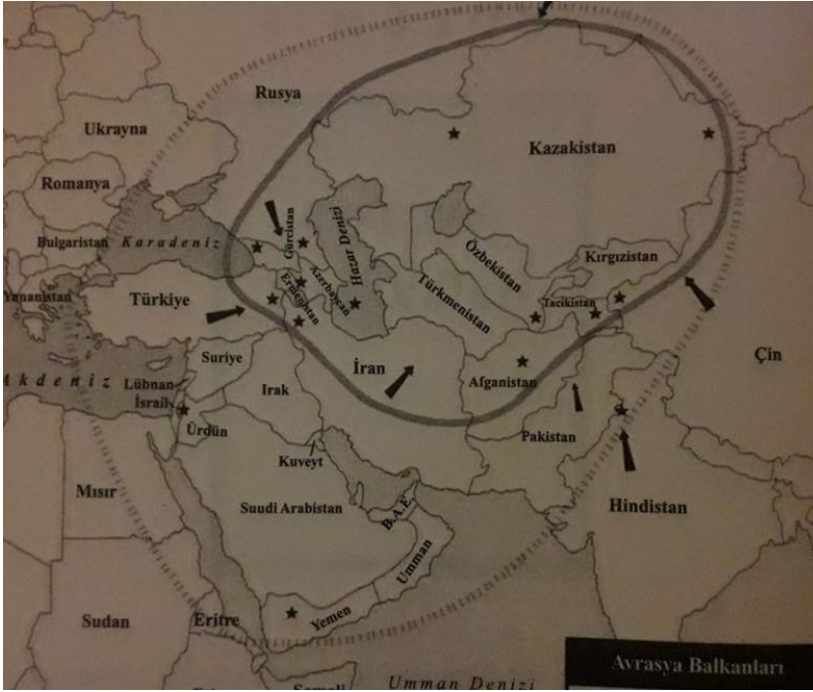 Rusya
Ukrayna
Kazakistan
Romanya
Gürcistan
Hazar Denizi
Bulgaristan
Karadeniz
Özbekistan
Kırgızistan
Azerbaycan
Ermenistan
Türkmenistan
Tacikistan
Yunanistan
Türkiye
Çin
Suriye
İran
Afganistan
Akdeniz
Lübnan
İsrail
Irak
Ürdün
Pakistan
Kuveyt
Mısır
Suudi Arabistan
B.A.E.
Hindistan
Umman
Yemen
Sudan
Eritre
Avrasya Balkanları
Umman Denizi